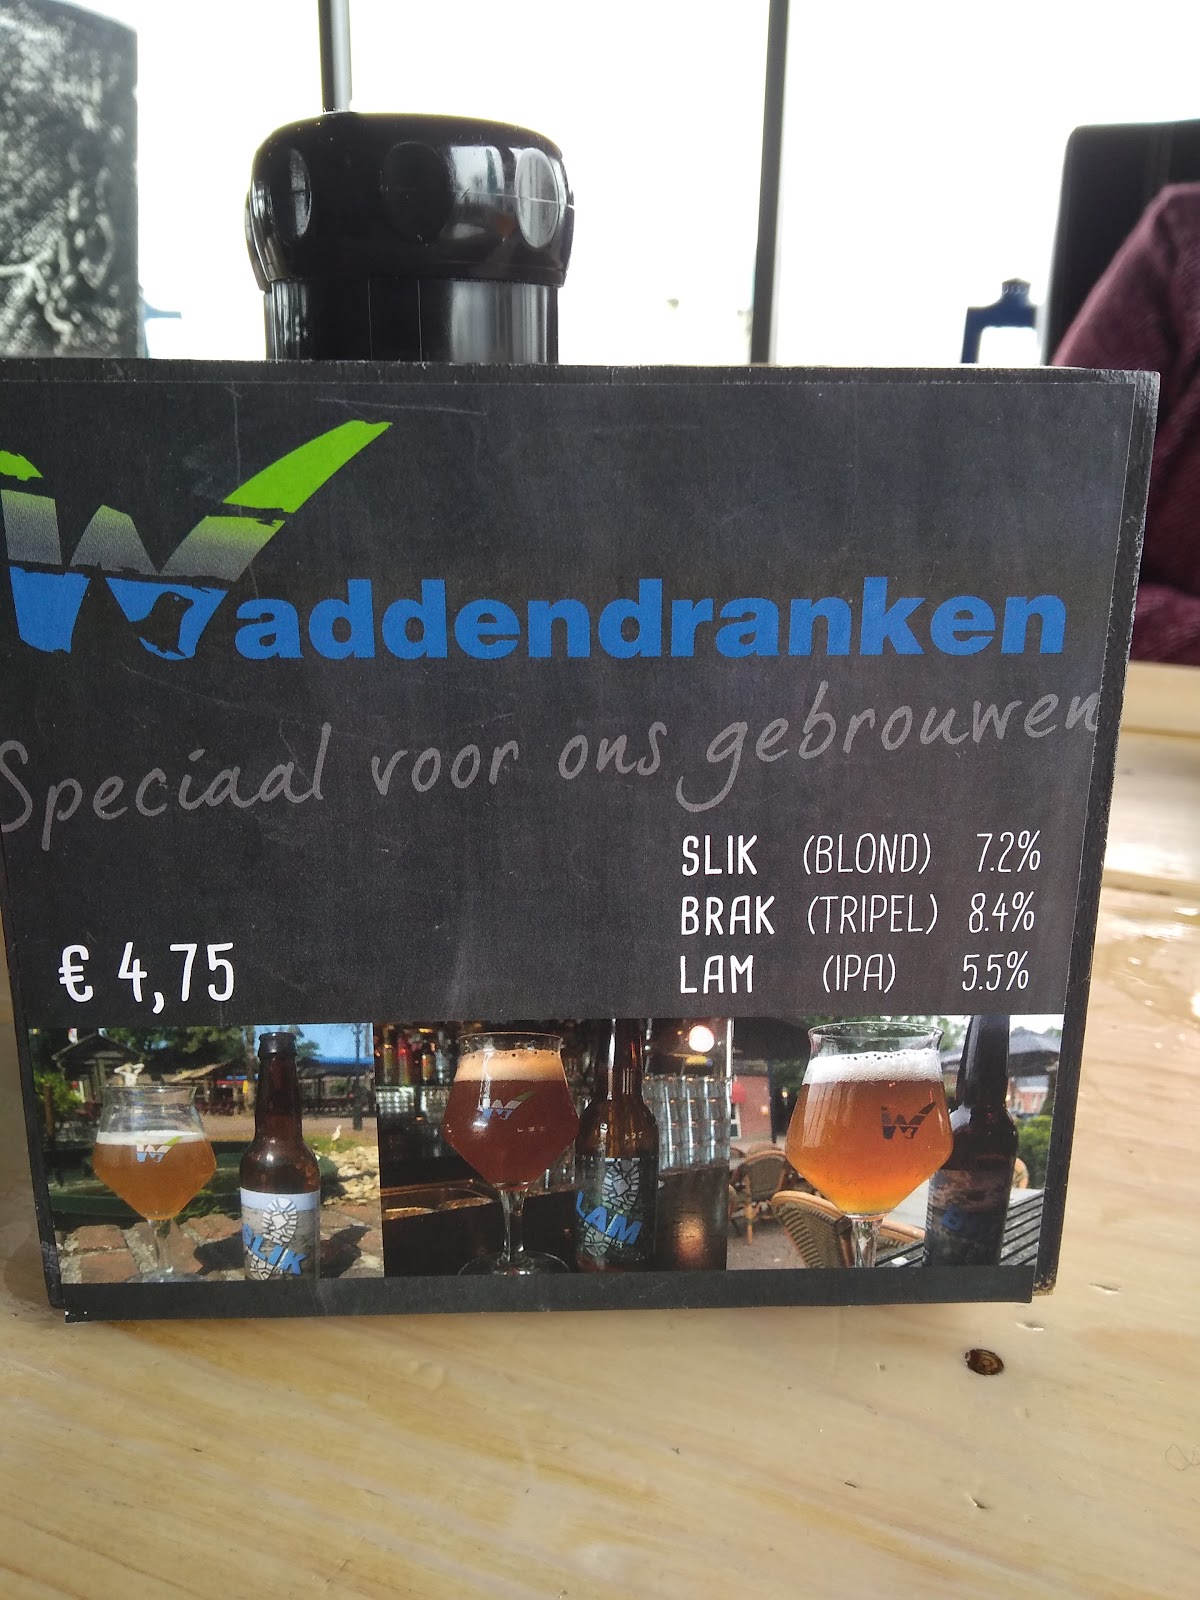 Waddendranken
Speciaal voor ons gebrouwen
SLIK (BLOND) 7.2%
BRAK (TRIPEL) 8.4%
LAM (IPA) 5.5%
€ 4,75
W
SLIK
W
LAM
W